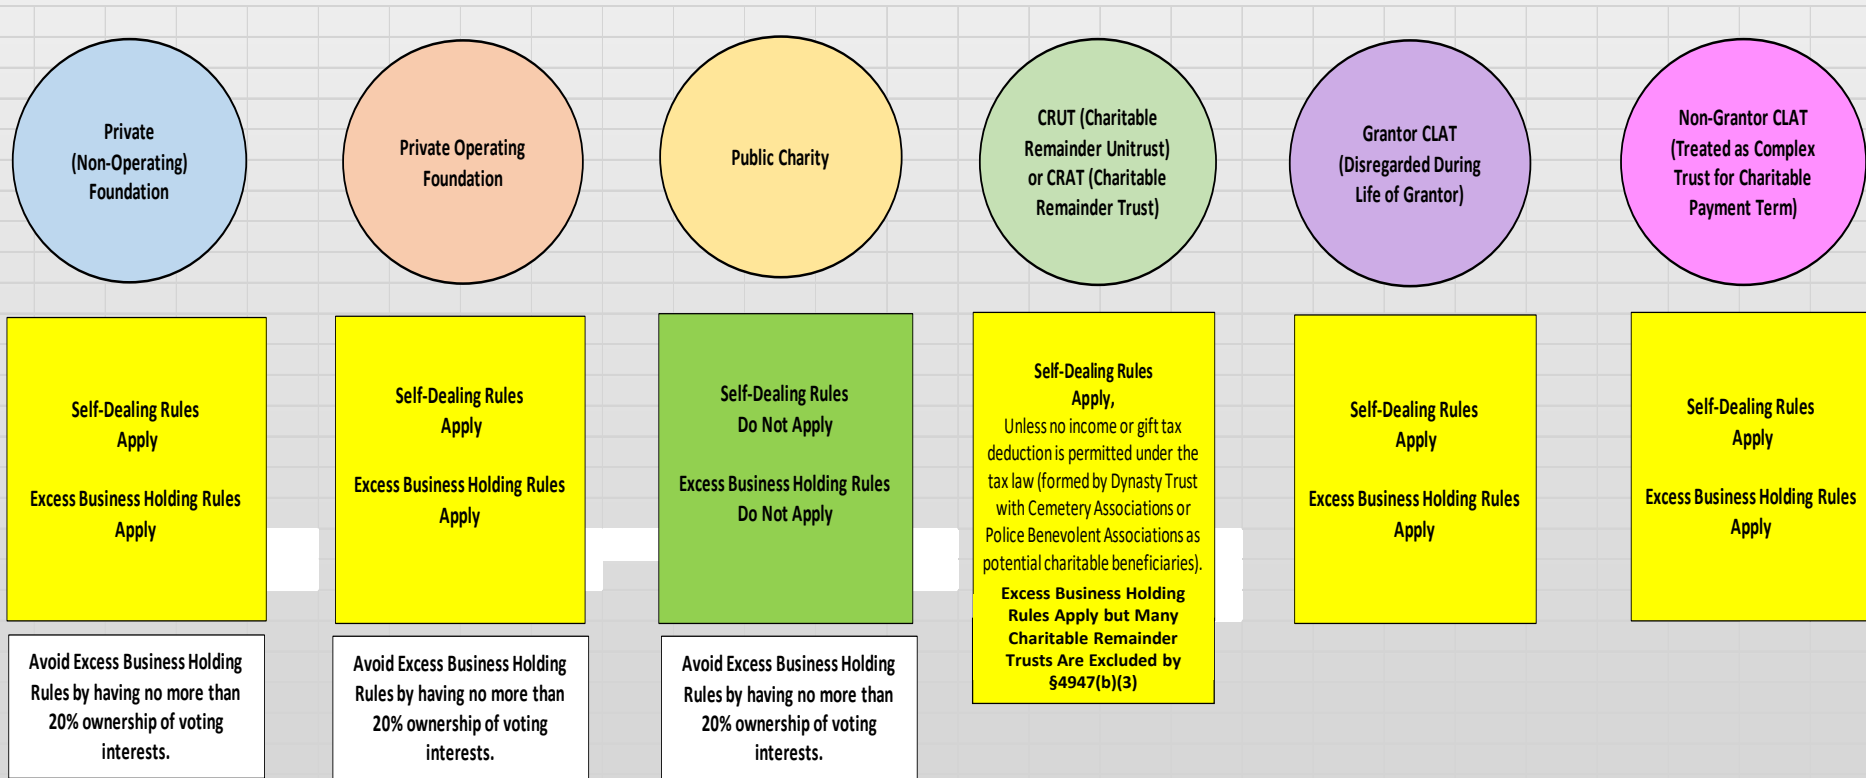 Private
(Non-Operating)
Foundation
Private Operating
Foundation
Public Charity
CRUT (Charitable
Remainder Unitrust)
or CRAT (Charitable
Remainder Trust)
Grantor CLAT
(Disregarded During
Life of Grantor)
Non-Grantor CLAT
(Treated as Complex
Trust for Charitable
Payment Term)
Self-Dealing Rules
Apply
Excess Business Holding Rules
Apply
Self-Dealing Rules
Apply
Excess Business Holding Rules
Apply
Self-Dealing Rules
Do Not Apply
Excess Business Holding Rules
Do Not Apply
Self-Dealing Rules
Apply,
Unless no income or gift tax
deduction is permitted under the
tax law (formed by Dynasty Trust
with Cemetery Associations or
Police Benevolent Associations as
potential charitable beneficiaries).
Excess Business Holding
Rules Apply but Many
Charitable Remainder
Trusts Are Excluded by
§4947(b)(3)
Self-Dealing Rules
Apply
Excess Business Holding Rules
Apply
Self-Dealing Rules
Apply
Excess Business Holding Rules
Apply
Avoid Excess Business Holding
Rules by having no more than
20% ownership of voting
interests.
Avoid Excess Business Holding
Rules by having no more than
20% ownership of voting
interests.
Avoid Excess Business Holding
Rules by having no more than
20% ownership of voting
interests.